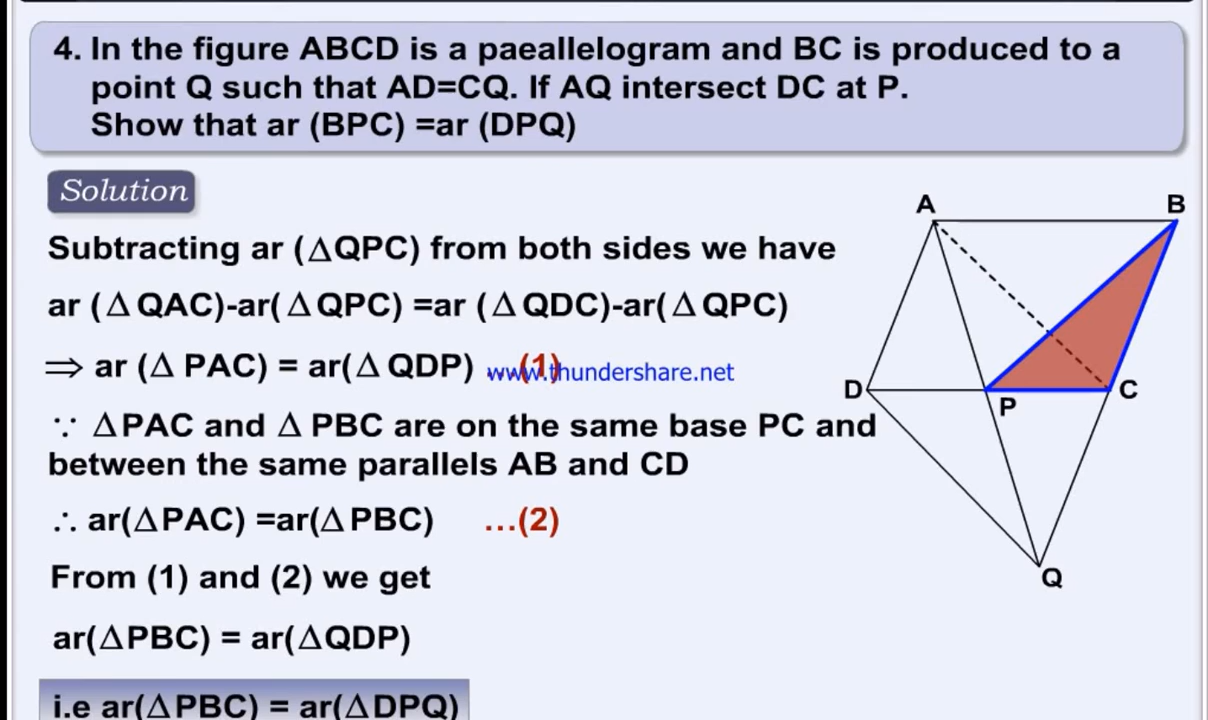 4. In the figure ABCD is a paeallelogram and BC is produced to a
point Q such that AD=CQ. If AQ intersect DC at P.
Show that ar (BPC) =ar (DPQ)
Solution
Subtracting ar (△QPC) from both sides we have
ar (△QAC)-ar(△QPC) =ar (△QDC)-ar(△QPC)
⇒ ar (△ PAC) = ar(△QDP) ...(1)
www.thundershare.net
∵ △PAC and △ PBC are on the same base PC and
between the same parallels AB and CD
∴ ar(△PAC) =ar(△PBC) ...(2)
From (1) and (2) we get
ar(△PBC) = ar(△QDP)
i.e ar(△PBC) = ar(△DPQ)
A
B
D
P
C
Q